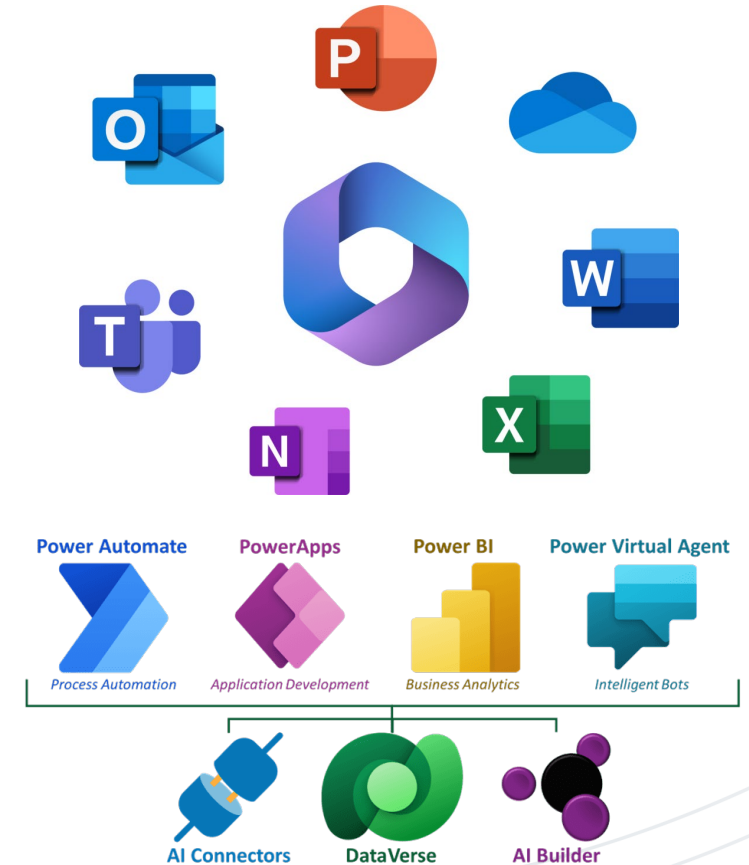 P
O
W
T
X
N
Power Automate PowerApps Power BI Power Virtual Agent
Process Automation Application Development Business Analytics Intelligent Bots
AI Connectors DataVerse AI Builder